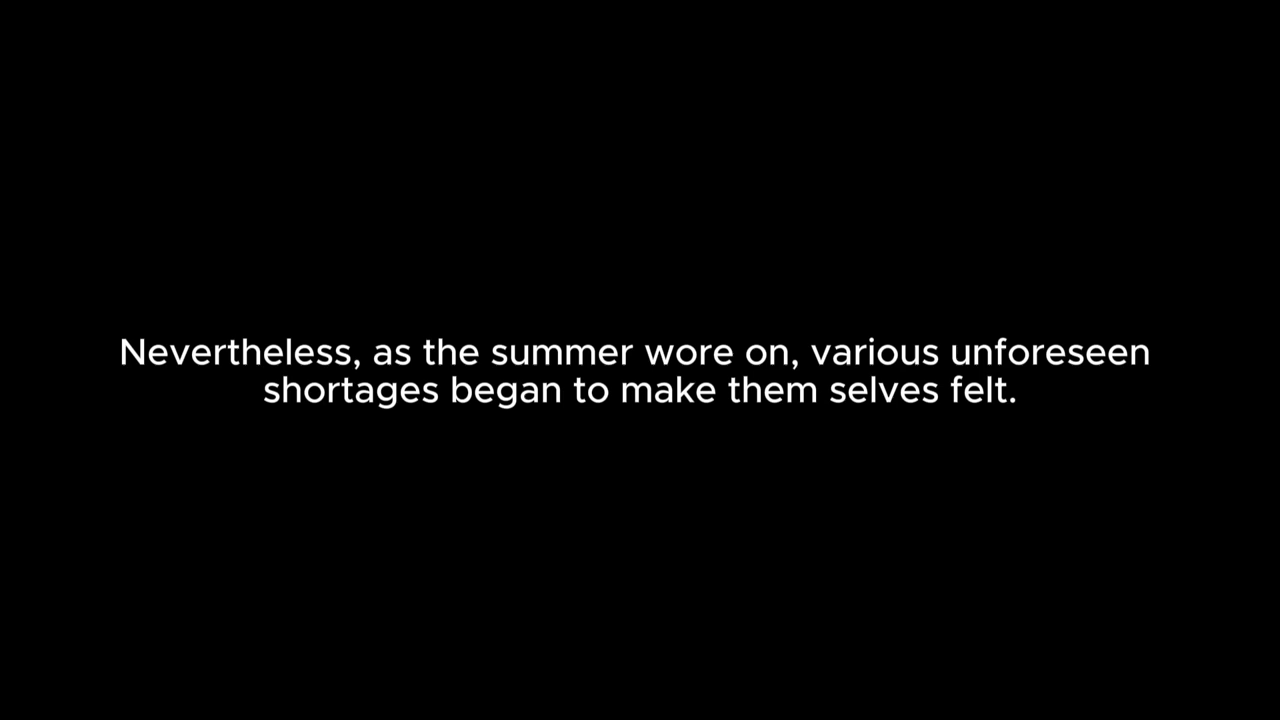 Nevertheless, as the summer wore on, various unforeseen
shortages began to make them selves felt.